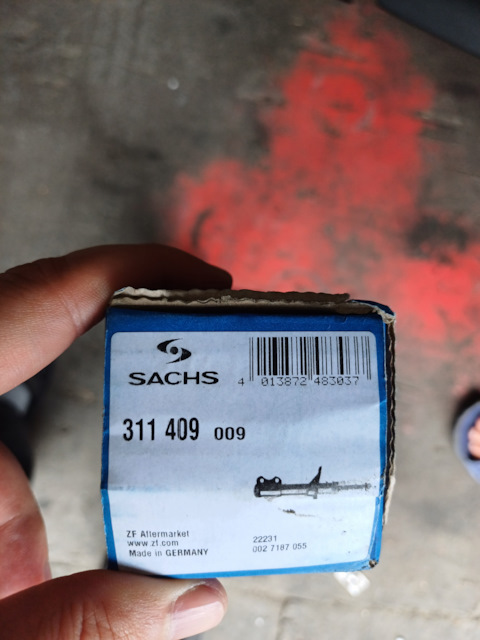 SACHS
4 013872 483037
311 409 009
ZF Aftermarket
www.zf.com
Made in GERMANY
22231
002 7187 055